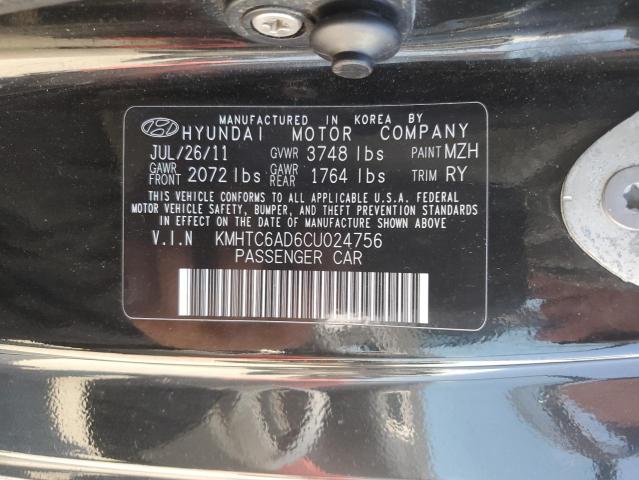 MANUFACTURED IN KOREA BY
HYUNDAI MOTOR COMPANY
JUL/26/11 GVWR 3748 lbs PAINT MZH
GAWR FRONT 2072 lbs GAWR REAR 1764 lbs TRIM RY
THIS VEHICLE CONFORMS TO ALL APPLICABLE U.S.A. FEDERAL
MOTOR VEHICLE SAFETY, BUMPER, AND THEFT PREVENTION STANDARDS
IN EFFECT ON THE DATE OF MANUFACTURE SHOWN ABOVE.
V.I.N KMHTC6AD6CU024756
PASSENGER CAR